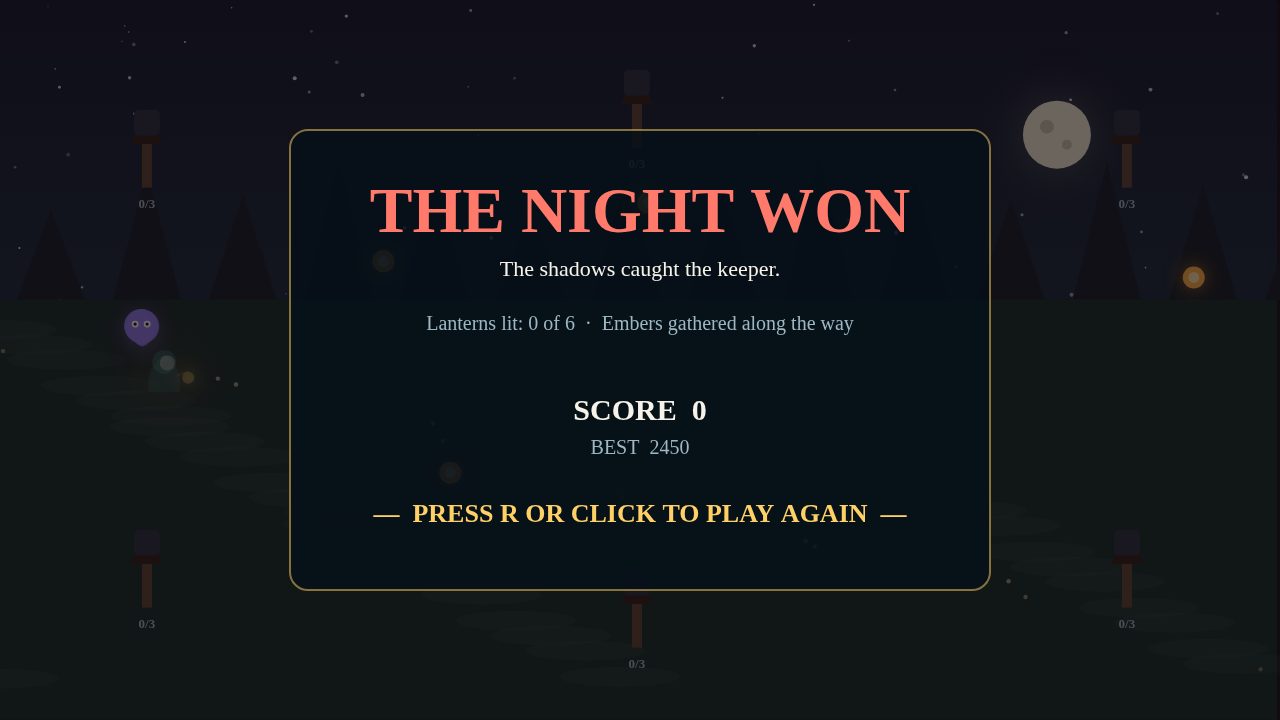 0/3
0/3
0/3
THE NIGHT WON
The shadows caught the keeper.
Lanterns lit: 0 of 6 · Embers gathered along the way
SCORE 0
BEST 2450
— PRESS R OR CLICK TO PLAY AGAIN —
0/3
0/3
0/3